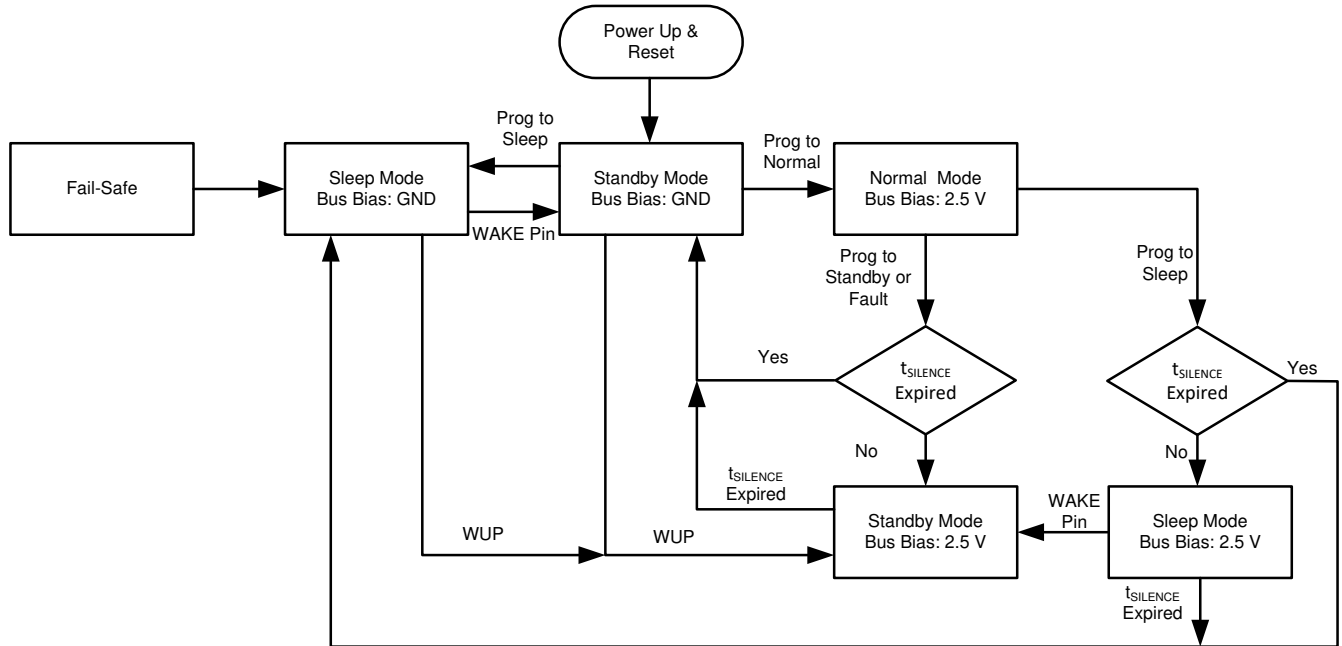 Power Up &
Reset
Prog to
Sleep
Prog to
Normal
Fail-Safe
Sleep Mode
Bus Bias: GND
Standby Mode
Bus Bias: GND
Normal Mode
Bus Bias: 2.5 V
WAKE Pin
Prog to
Standby or
Fault
Prog to
Sleep
Yes
tSILENCE
Expired
tSILENCE
Expired
Yes
No
No
tSILENCE
Expired
WUP
WUP
Standby Mode
Bus Bias: 2.5 V
WAKE
Pin
Sleep Mode
Bus Bias: 2.5 V
tSILENCE
Expired